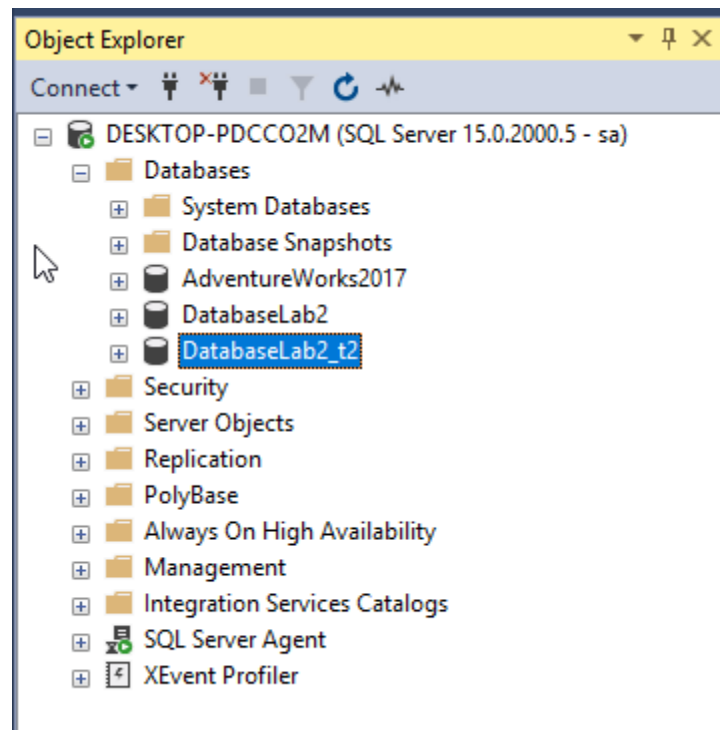 Object Explorer
Connect
DESKTOP-PDCCO2M (SQL Server 15.0.2000.5 - sa)
Databases
System Databases
Database Snapshots
AdventureWorks2017
DatabaseLab2
DatabaseLab2_t2
Security
Server Objects
Replication
PolyBase
Always On High Availability
Management
Integration Services Catalogs
SQL Server Agent
XEvent Profiler